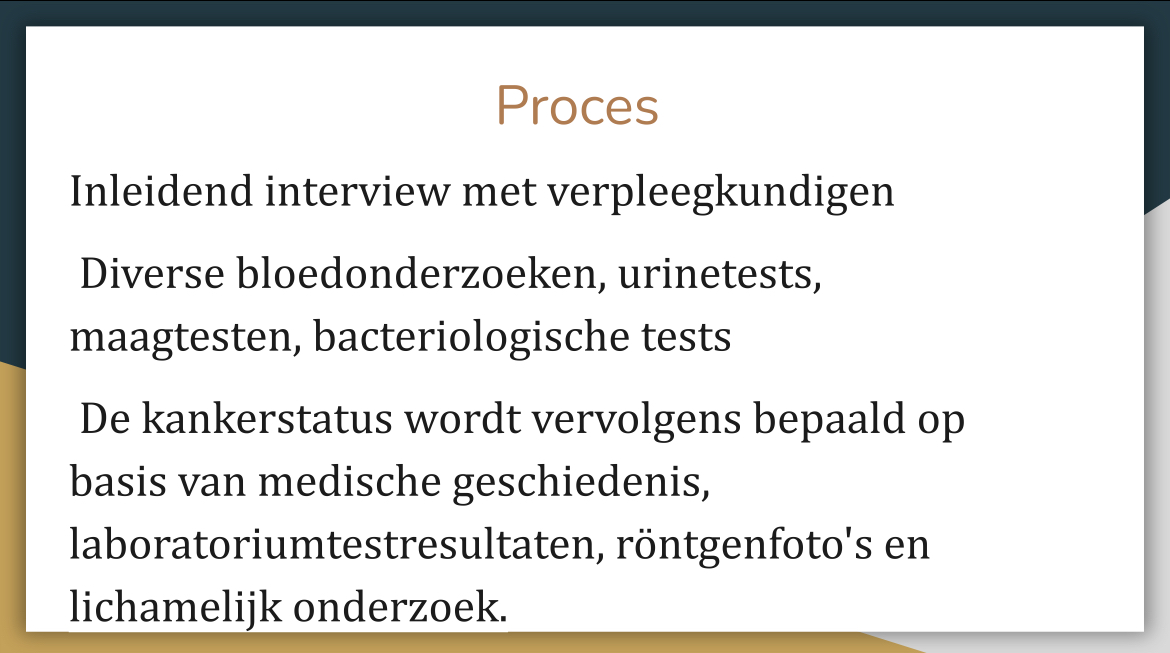 Proces
Inleidend interview met verpleegkundigen
Diverse bloedonderzoeken, urinetests,
maagtesten, bacteriologische tests
De kankerstatus wordt vervolgens bepaald op
basis van medische geschiedenis,
laboratoriumtestresultaten, röntgenfoto's en
lichamelijk onderzoek.